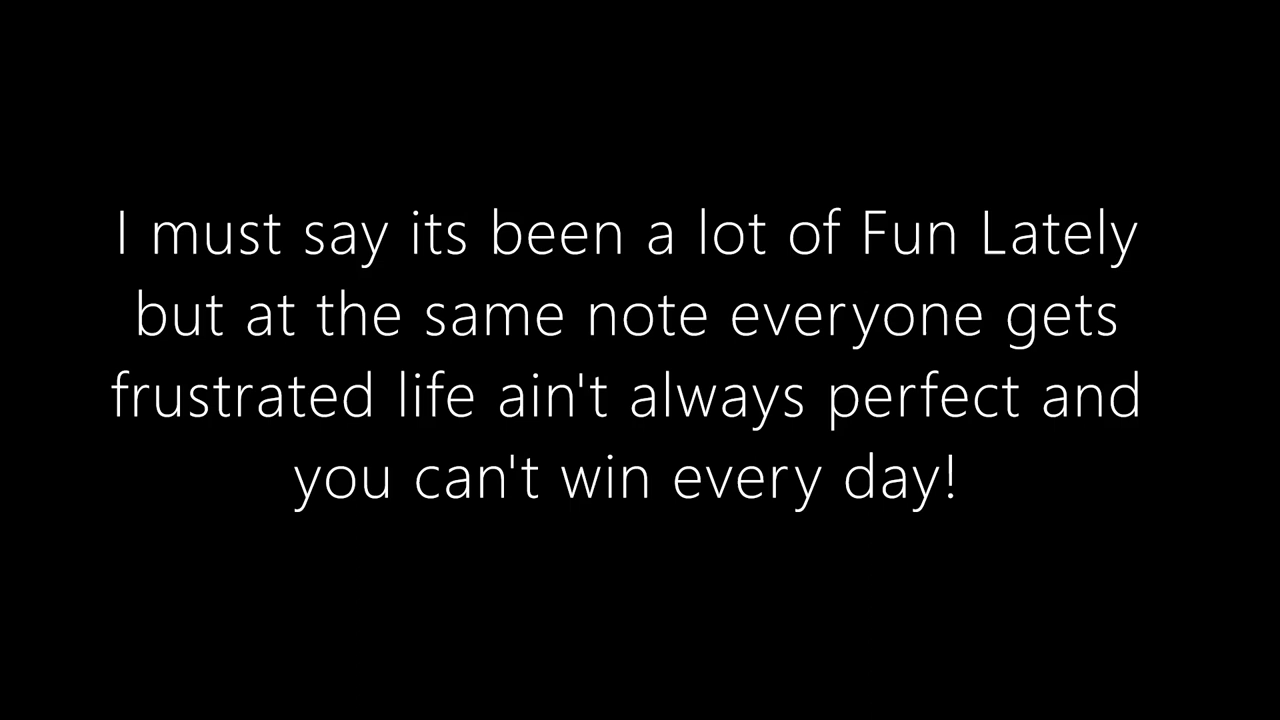 I must say its been a lot of Fun Lately
but at the same note everyone gets
frustrated life ain't always perfect and
you can't win every day!